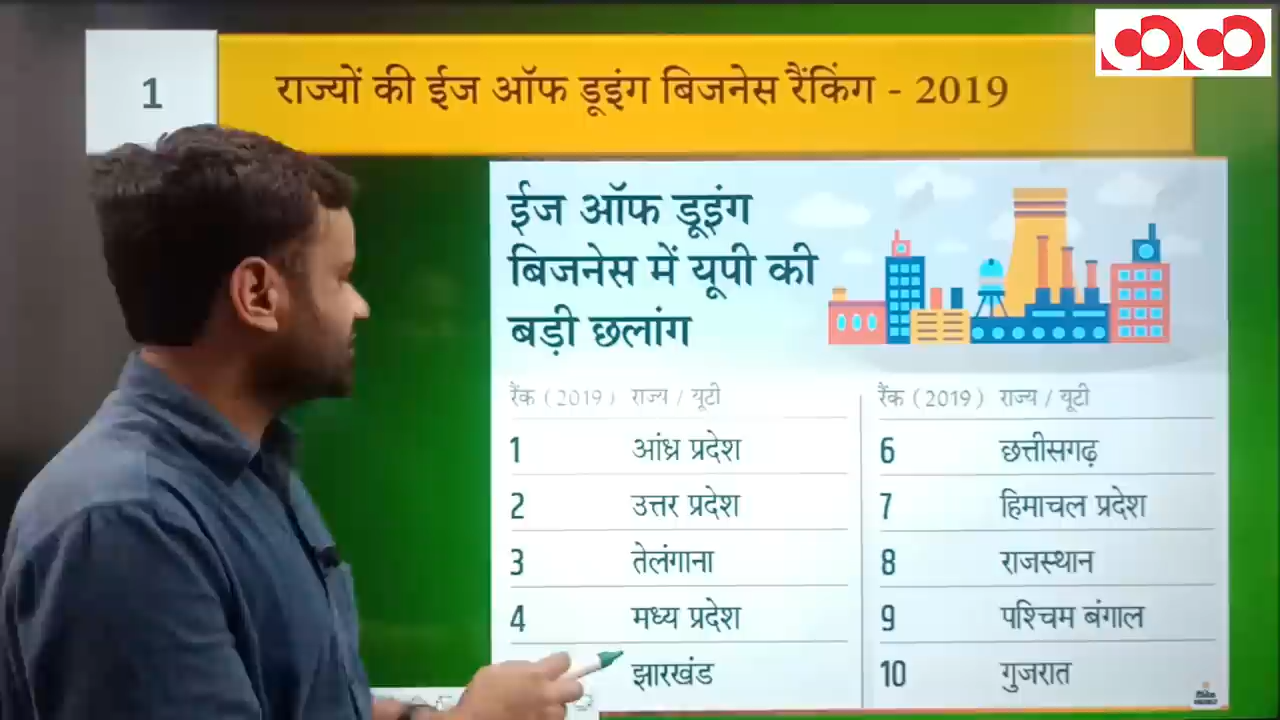 1
राज्यों की ईज ऑफ डूइंग बिजनेस रैंकिंग - 2019
ईज ऑफ डूइंग
बिजनेस में यूपी की
बड़ी छलांग
रैंक (2019) राज्य / यूटी
1 आंध्र प्रदेश
2 उत्तर प्रदेश
3 तेलंगाना
4 मध्य प्रदेश
झारखंड
रैंक (2019) राज्य / यूटी
6 छत्तीसगढ़
7 हिमाचल प्रदेश
8 राजस्थान
9 पश्चिम बंगाल
10 गुजरात